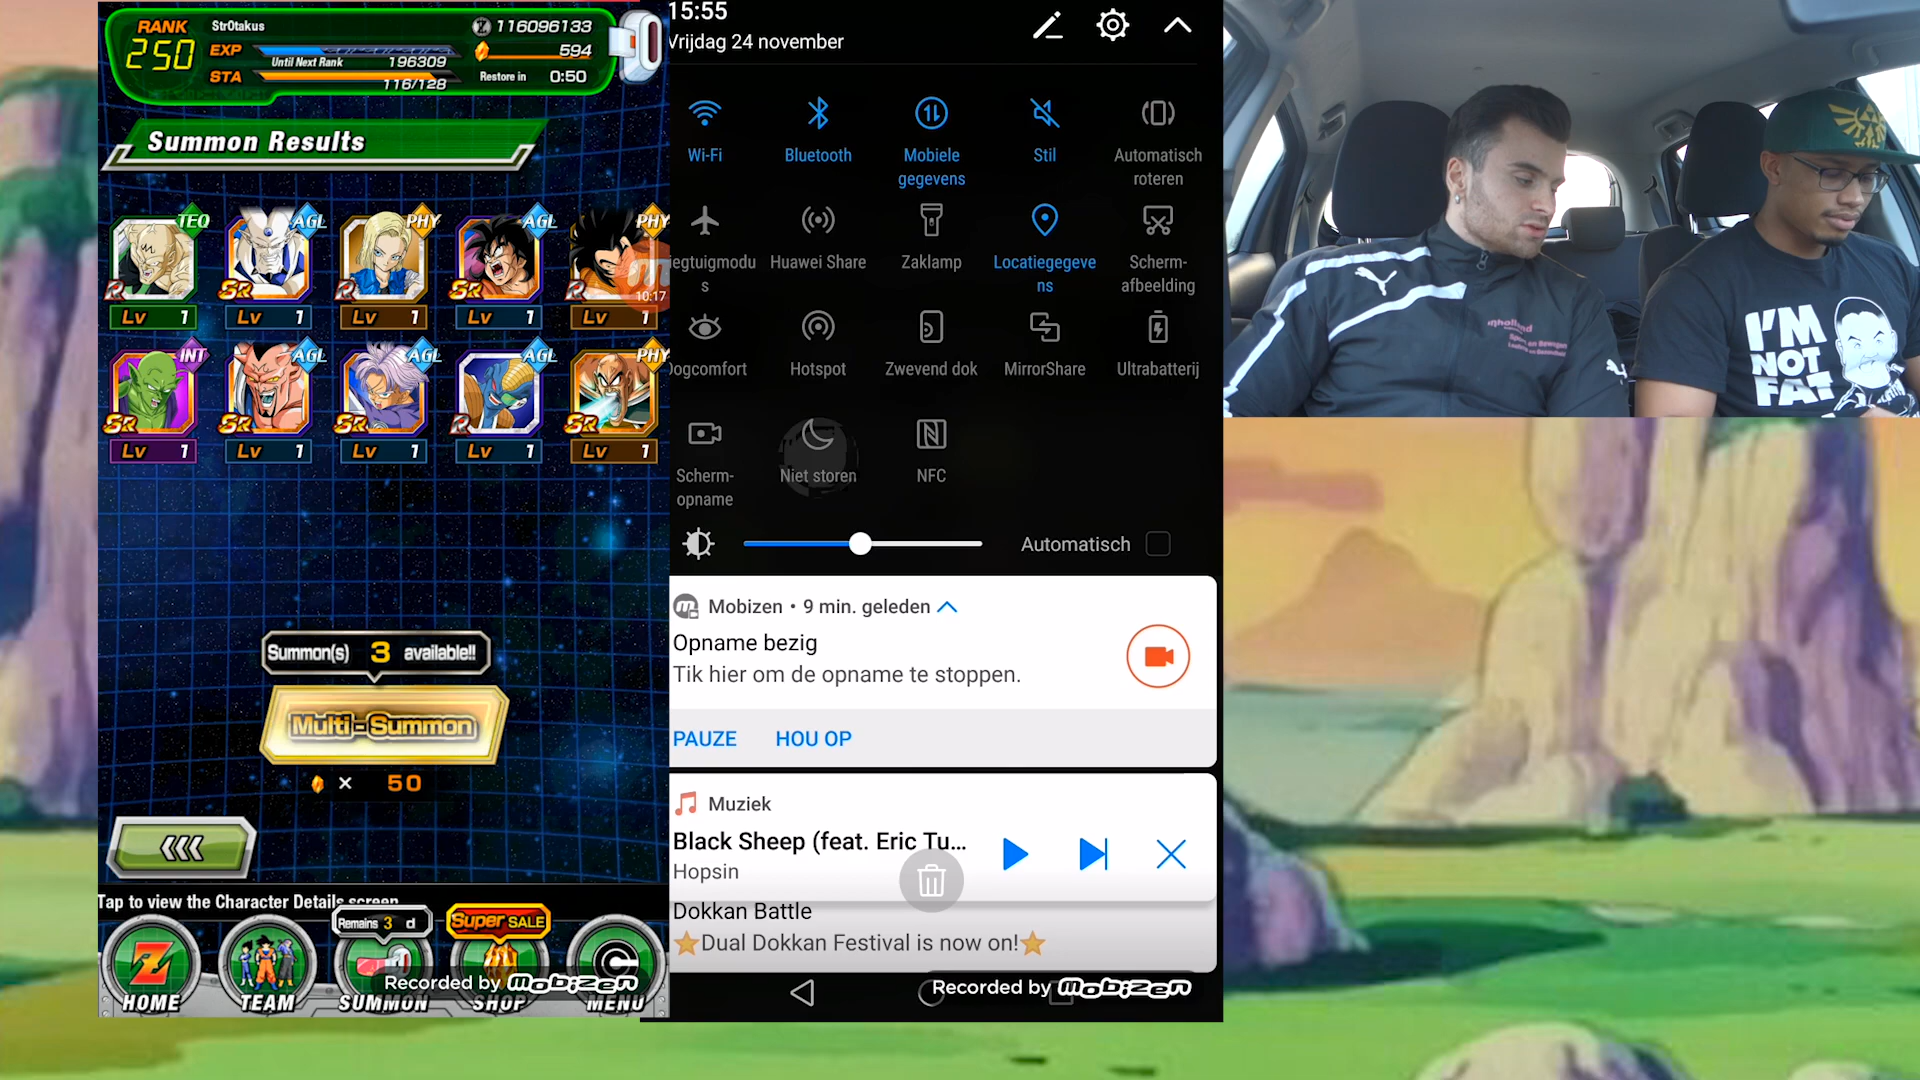 RANK
250
Str0takus
EXP
Until Next Rank 196309
STA
116/128
116096133
594
Restore in 0:50
Summon Results
TEQ
AGL
PHY
AGL
PHY
R
SR
R
SR
R
10:17
Lv 1
Lv 1
Lv 1
Lv 1
Lv 1
INT
AGL
AGL
AGL
PHY
SR
SR
SR
R
SR
Lv 1
Lv 1
Lv 1
Lv 1
Lv 1
Summon(s) 3 available!!
Multi-Summon
× 50
Tap to view the Character Details screen
Remains 3 d
Super SALE
HOME
TEAM
SUMMON
SHOP
MENU
Recorded by Mobizen
15:55
Vrijdag 24 november
Wi-Fi
Bluetooth
Mobiele
gegevens
Stil
Automatisch
roteren
iegtuigmodu
s
Huawei Share
Zaklamp
Locatiegegeve
ns
Scherm-
afbeelding
Oogcomfort
Hotspot
Zwevend dok
MirrorShare
Ultrabatterij
Scherm-
opname
Niet storen
NFC
Automatisch
Mobizen • 9 min. geleden
Opname bezig
Tik hier om de opname te stoppen.
PAUZE
HOU OP
Muziek
Black Sheep (feat. Eric Tu...
Hopsin
Dokkan Battle
Dual Dokkan Festival is now on!
Recorded by Mobizen
I'M
NOT
FAT